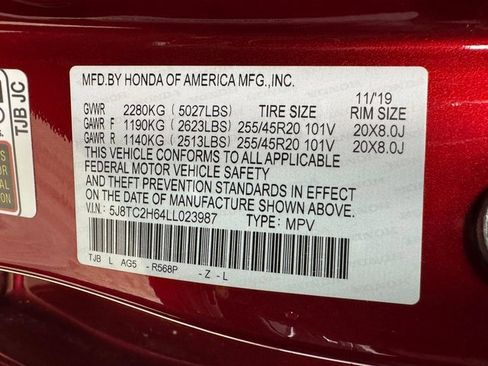 MFD.BY HONDA OF AMERICA MFG.,INC.
11/'19
GVWR 2280KG (5027LBS) TIRE SIZE RIM SIZE
GAWR F 1190KG (2623LBS) 255/45R20 101V 20X8.0J
GAWR R 1140KG (2513LBS) 255/45R20 101V 20X8.0J
THIS VEHICLE CONFORMS TO ALL APPLICABLE
FEDERAL MOTOR VEHICLE SAFETY
AND THEFT PREVENTION STANDARDS IN EFFECT
ON THE DATE OF MANUFACTURE SHOWN ABOVE.
V.I.N.: 5J8TC2H64LL023987 TYPE: MPV
TJB L AG5 - R568P - Z - L
TJB JC